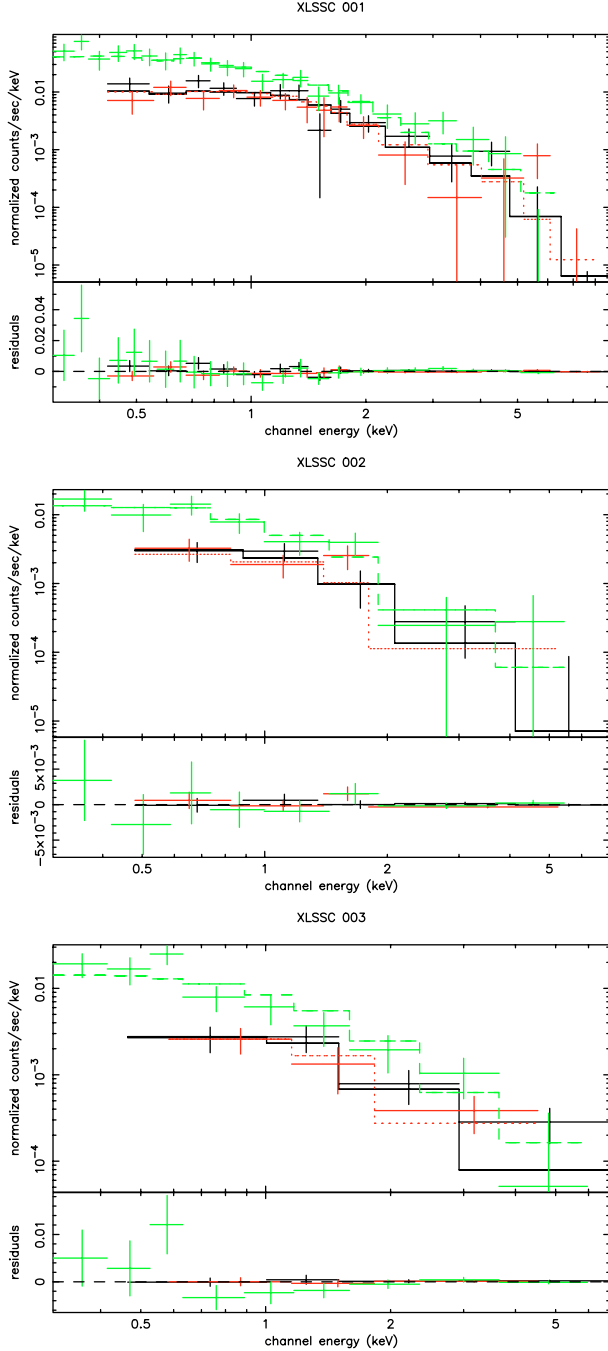 XLSSC 001
normalized counts/sec/keV
0.01
10⁻³
10⁻⁴
10⁻⁵
residuals
0.04
0.02
0
0.5 1 2 5
channel energy (keV)
XLSSC 002
normalized counts/sec/keV
0.01
10⁻³
10⁻⁴
10⁻⁵
residuals
5×10⁻³
0
−5×10⁻³
0.5 1 2 5
channel energy (keV)
XLSSC 003
normalized counts/sec/keV
0.01
10⁻³
10⁻⁴
residuals
0.01
0
0.5 1 2 5
channel energy (keV)